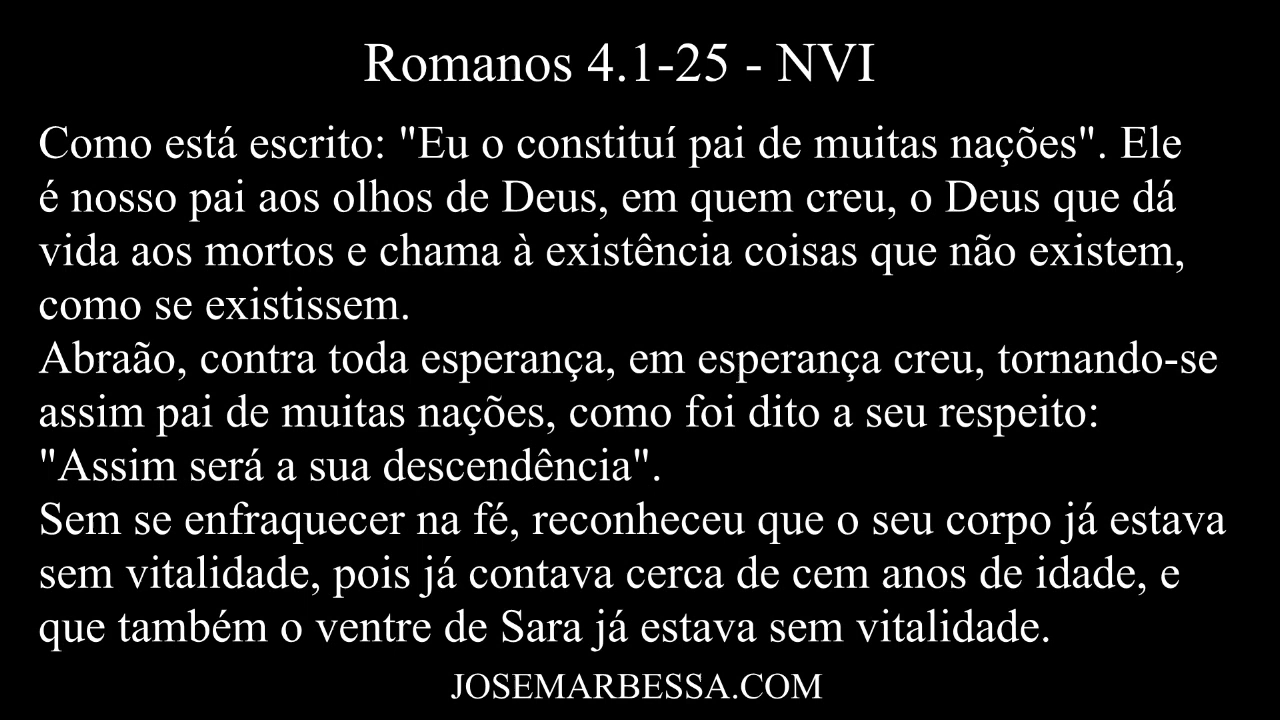 Romanos 4.1-25 - NVI
Como está escrito: "Eu o constituí pai de muitas nações". Ele
é nosso pai aos olhos de Deus, em quem creu, o Deus que dá
vida aos mortos e chama à existência coisas que não existem,
como se existissem.
Abraão, contra toda esperança, em esperança creu, tornando-se
assim pai de muitas nações, como foi dito a seu respeito:
"Assim será a sua descendência".
Sem se enfraquecer na fé, reconheceu que o seu corpo já estava
sem vitalidade, pois já contava cerca de cem anos de idade, e
que também o ventre de Sara já estava sem vitalidade.
JOSEMARBESSA.COM